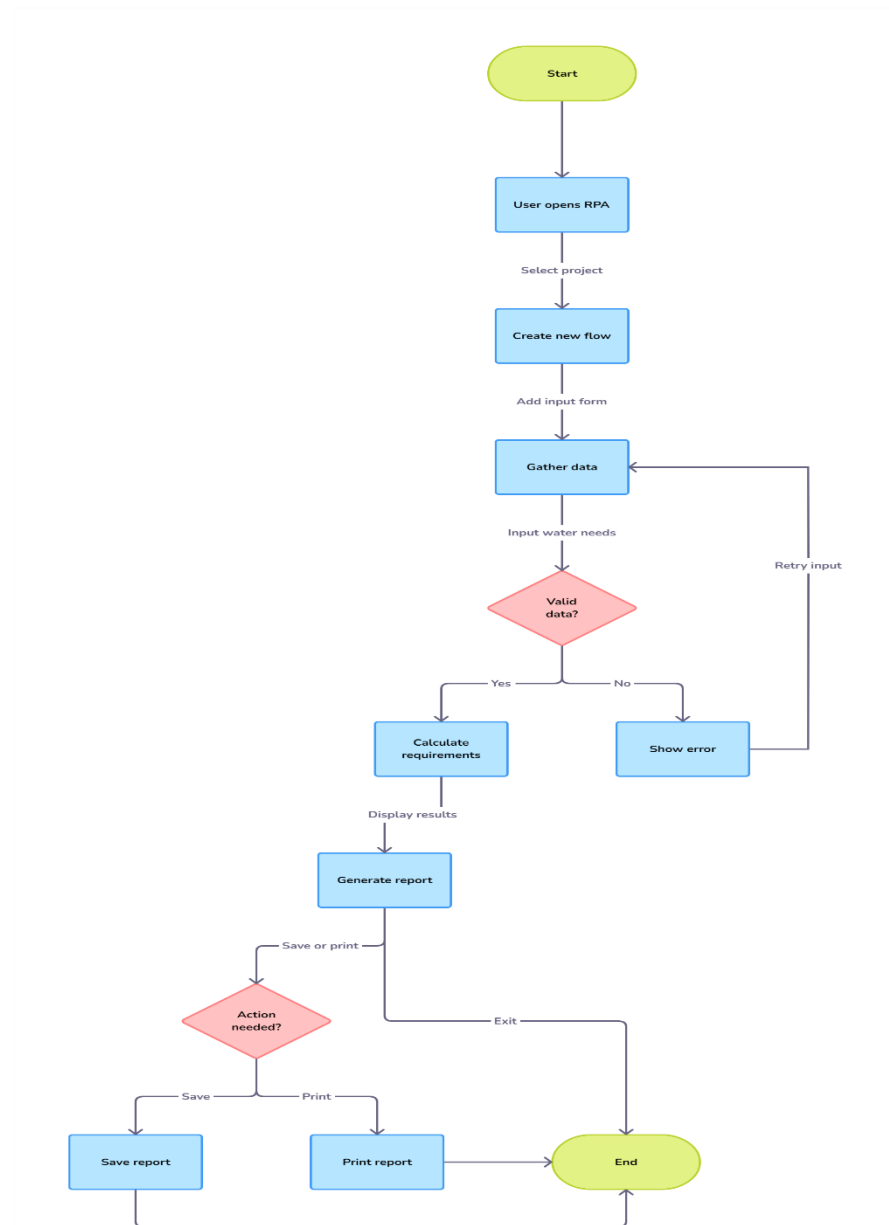 Start
User opens RPA
Select project
Create new flow
Add input form
Gather data
Input water needs
Retry input
Valid
data?
Yes
No
Calculate
requirements
Show error
Display results
Generate report
Save or print
Action
needed?
Exit
Save
Print
Save report
Print report
End